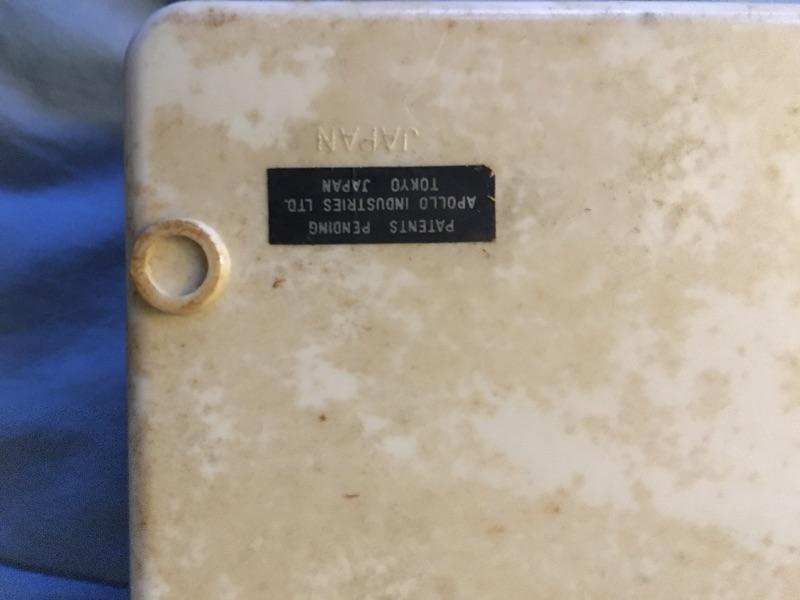 PATENTS PENDING
APOLLO INDUSTRIES LTD.
TOKYO JAPAN
JAPAN